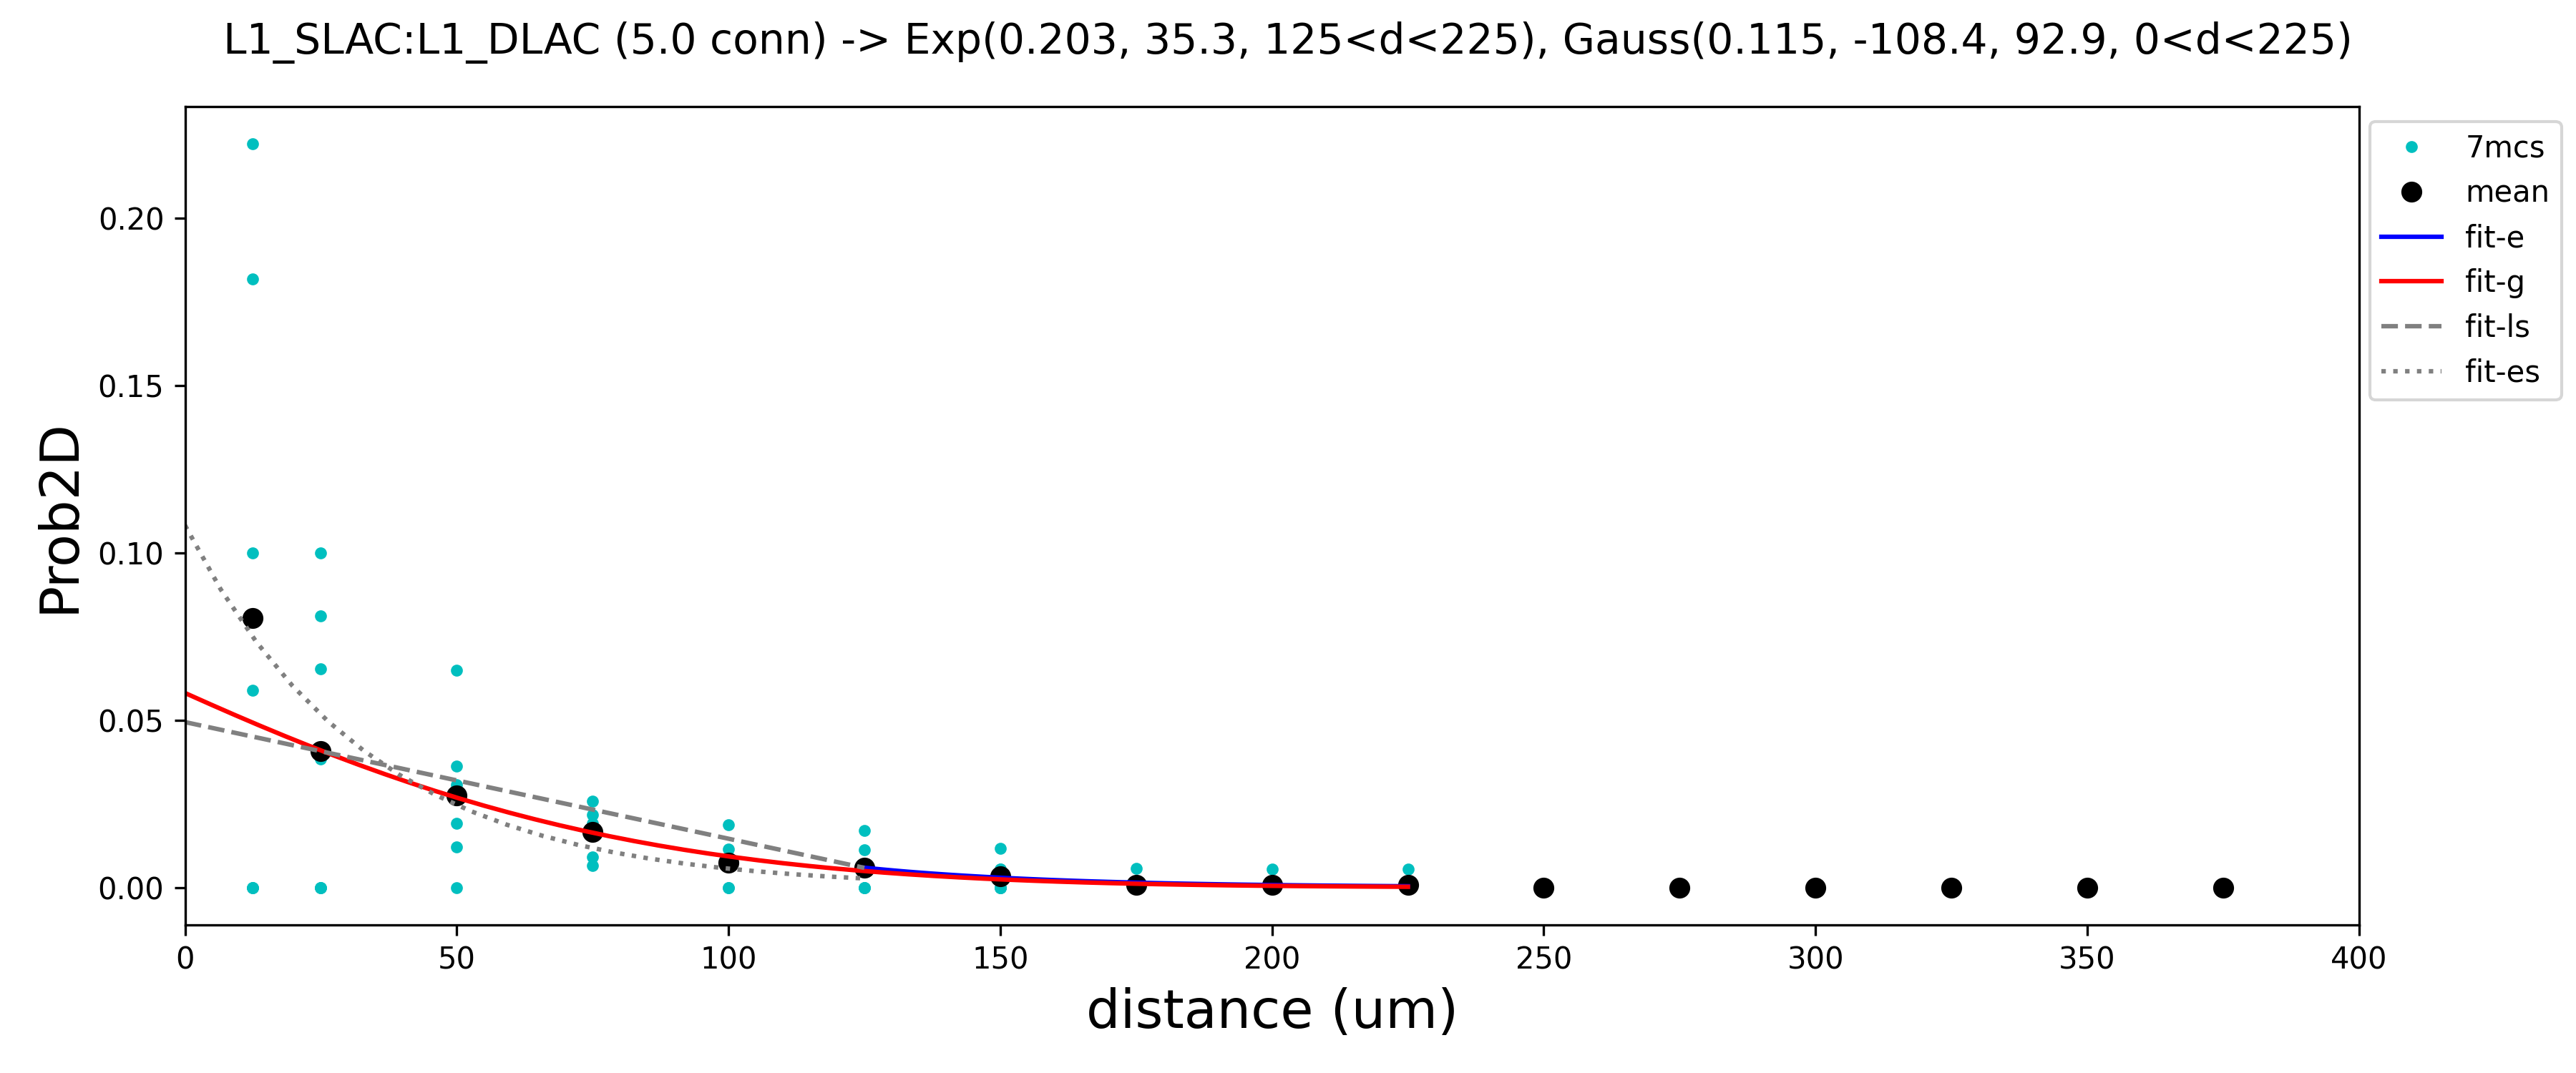 L1_SLAC:L1_DLAC (5.0 conn) -> Exp(0.203, 35.3, 125<d<225), Gauss(0.115, -108.4, 92.9, 0<d<225)
7mcs
mean
fit-e
fit-g
fit-ls
fit-es
Prob2D
0.20
0.15
0.10
0.05
0.00
0 50 100 150 200 250 300 350 400
distance (um)